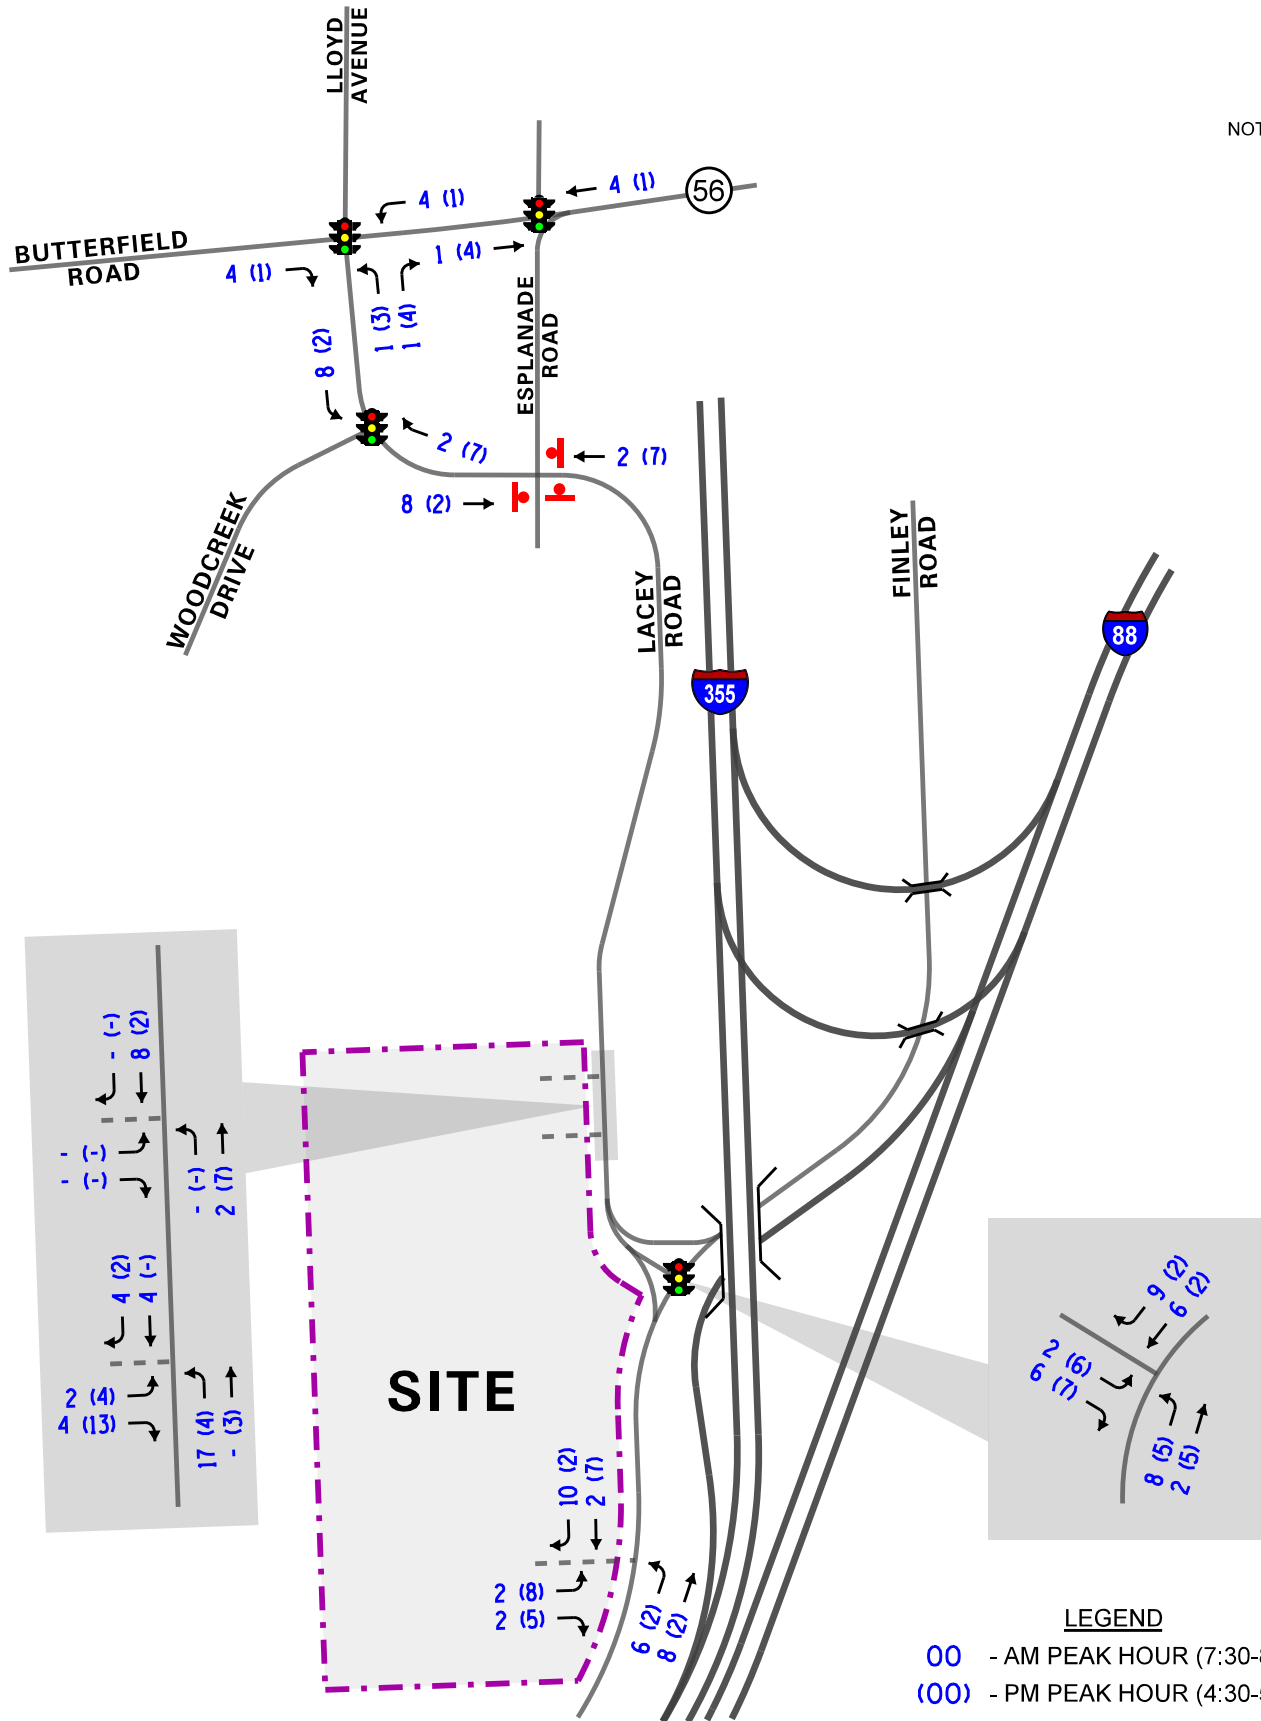 LLOYD
AVENUE
NOT
56
4 (1)
4 (1)
BUTTERFIELD
ROAD
1 (4)
4 (1)
1 (3)
1 (4)
8 (2)
ESPLANADE
ROAD
2 (7)
2 (7)
8 (2)
WOODCREEK
DRIVE
LACEY
ROAD
FINLEY
ROAD
88
355
- (-)
8 (2)
- (-)
- (-)
- (-)
2 (7)
4 (2)
4 (-)
2 (4)
4 (13)
17 (4)
- (3)
SITE
9 (2)
6 (2)
2 (6)
6 (7)
8 (5)
2 (5)
10 (2)
2 (7)
2 (8)
2 (5)
6 (2)
8 (2)
LEGEND
00 - AM PEAK HOUR (7:30-8
(00) - PM PEAK HOUR (4:30-5